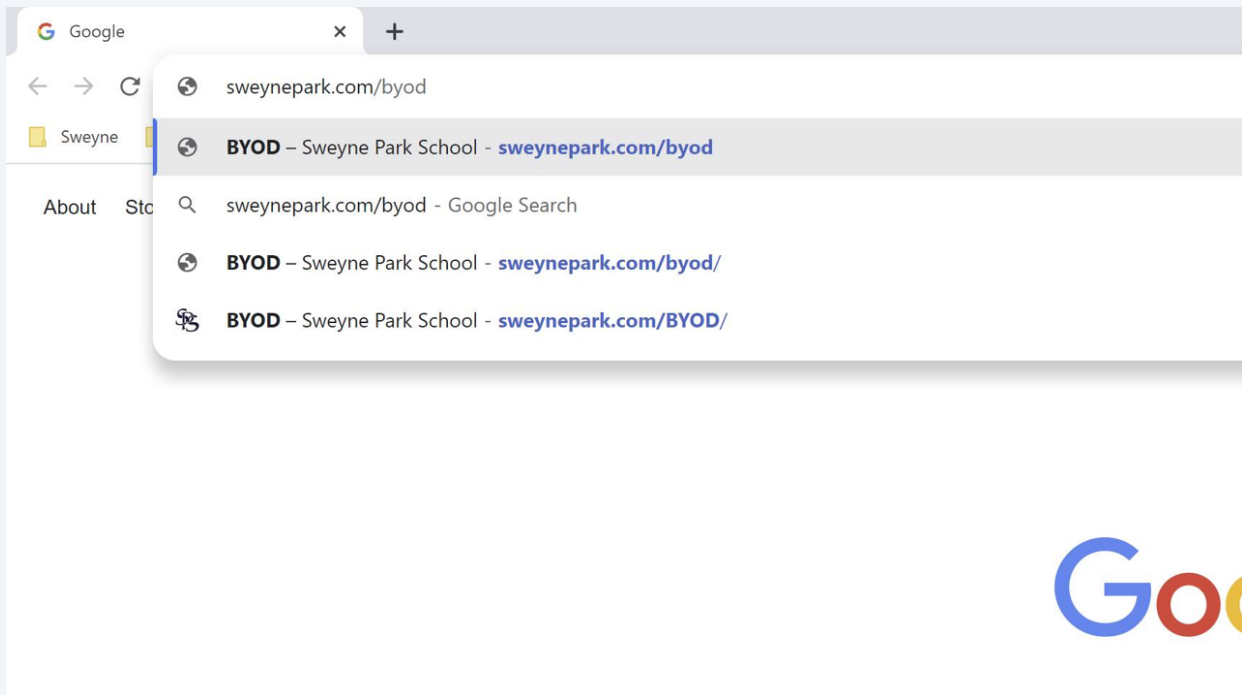 Google
sweynepark.com/byod
Sweyne
BYOD – Sweyne Park School - sweynepark.com/byod
About
sweynepark.com/byod - Google Search
BYOD – Sweyne Park School - sweynepark.com/byod/
BYOD – Sweyne Park School - sweynepark.com/BYOD/